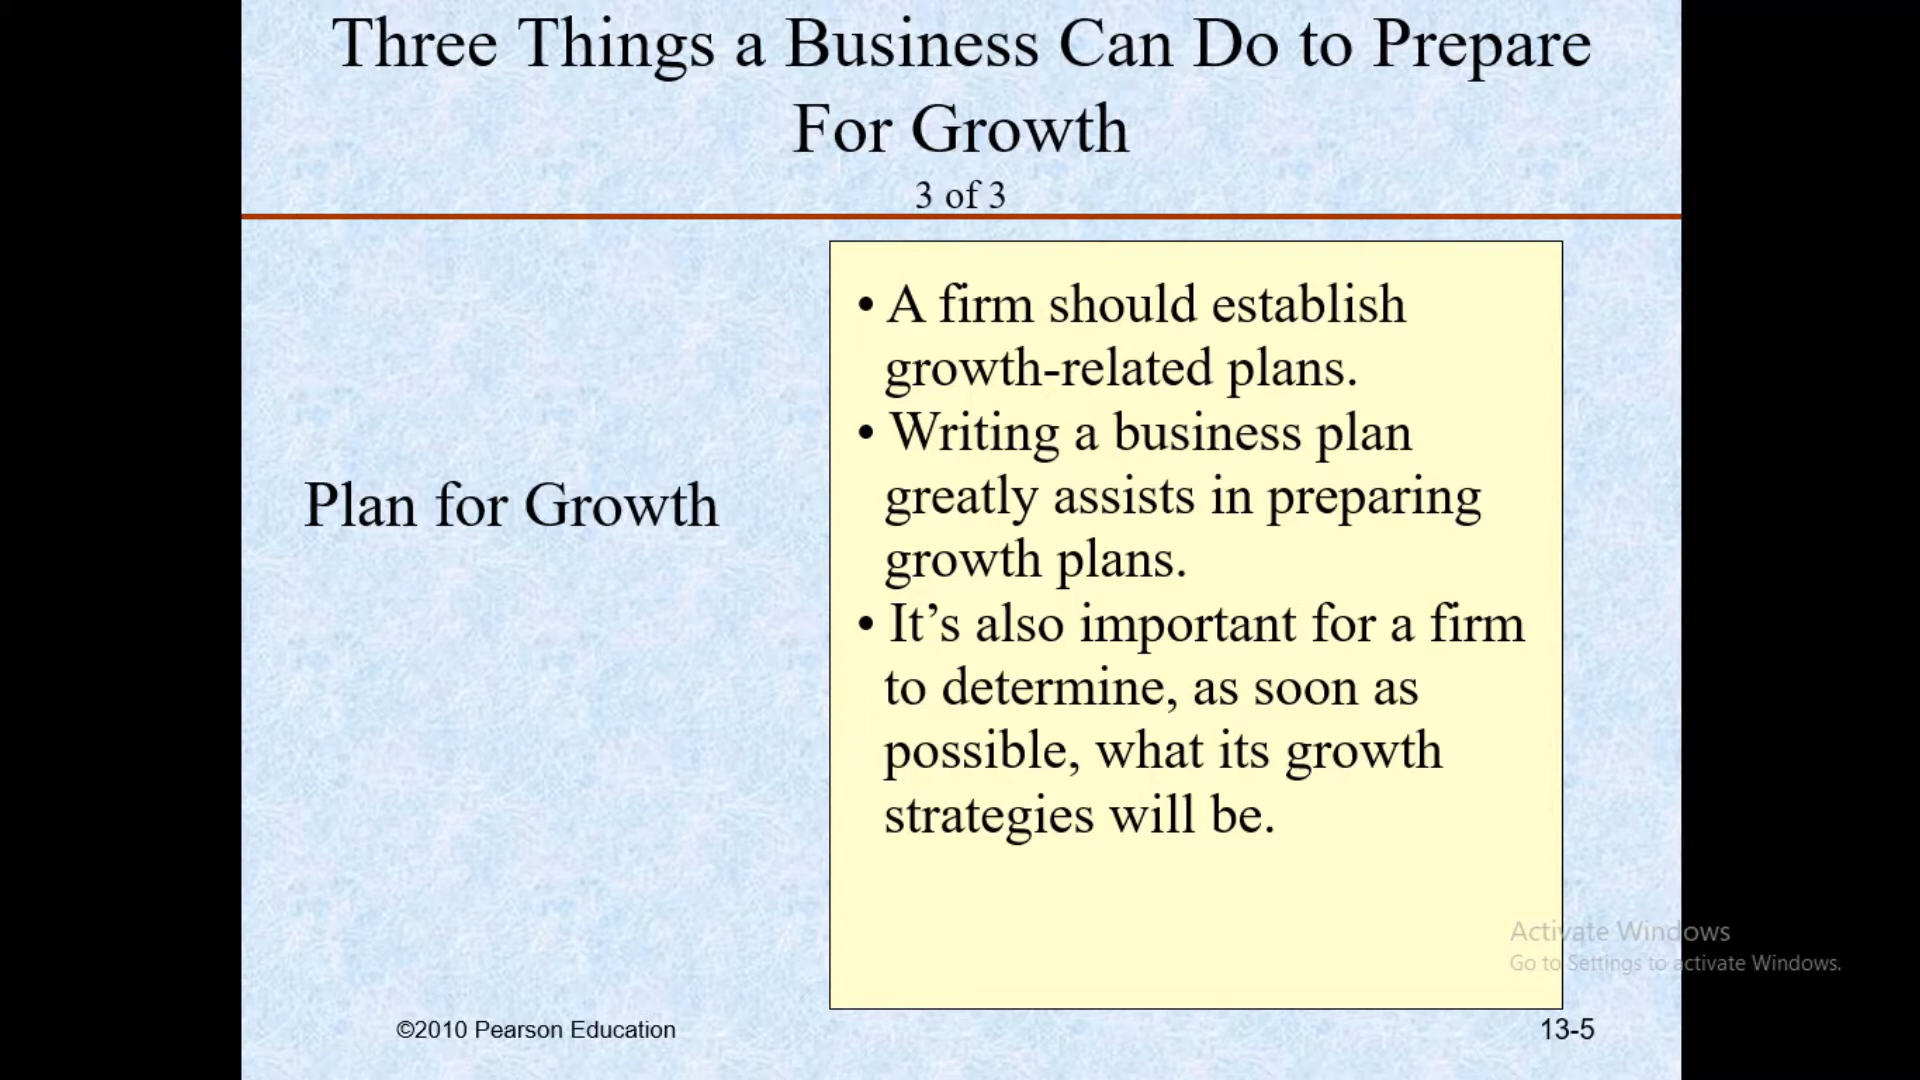 Three Things a Business Can Do to Prepare
For Growth
3 of 3
Plan for Growth
• A firm should establish
growth-related plans.
• Writing a business plan
greatly assists in preparing
growth plans.
• It’s also important for a firm
to determine, as soon as
possible, what its growth
strategies will be.
Activate Windows
Go to Settings to activate Windows.
©2010 Pearson Education
13-5